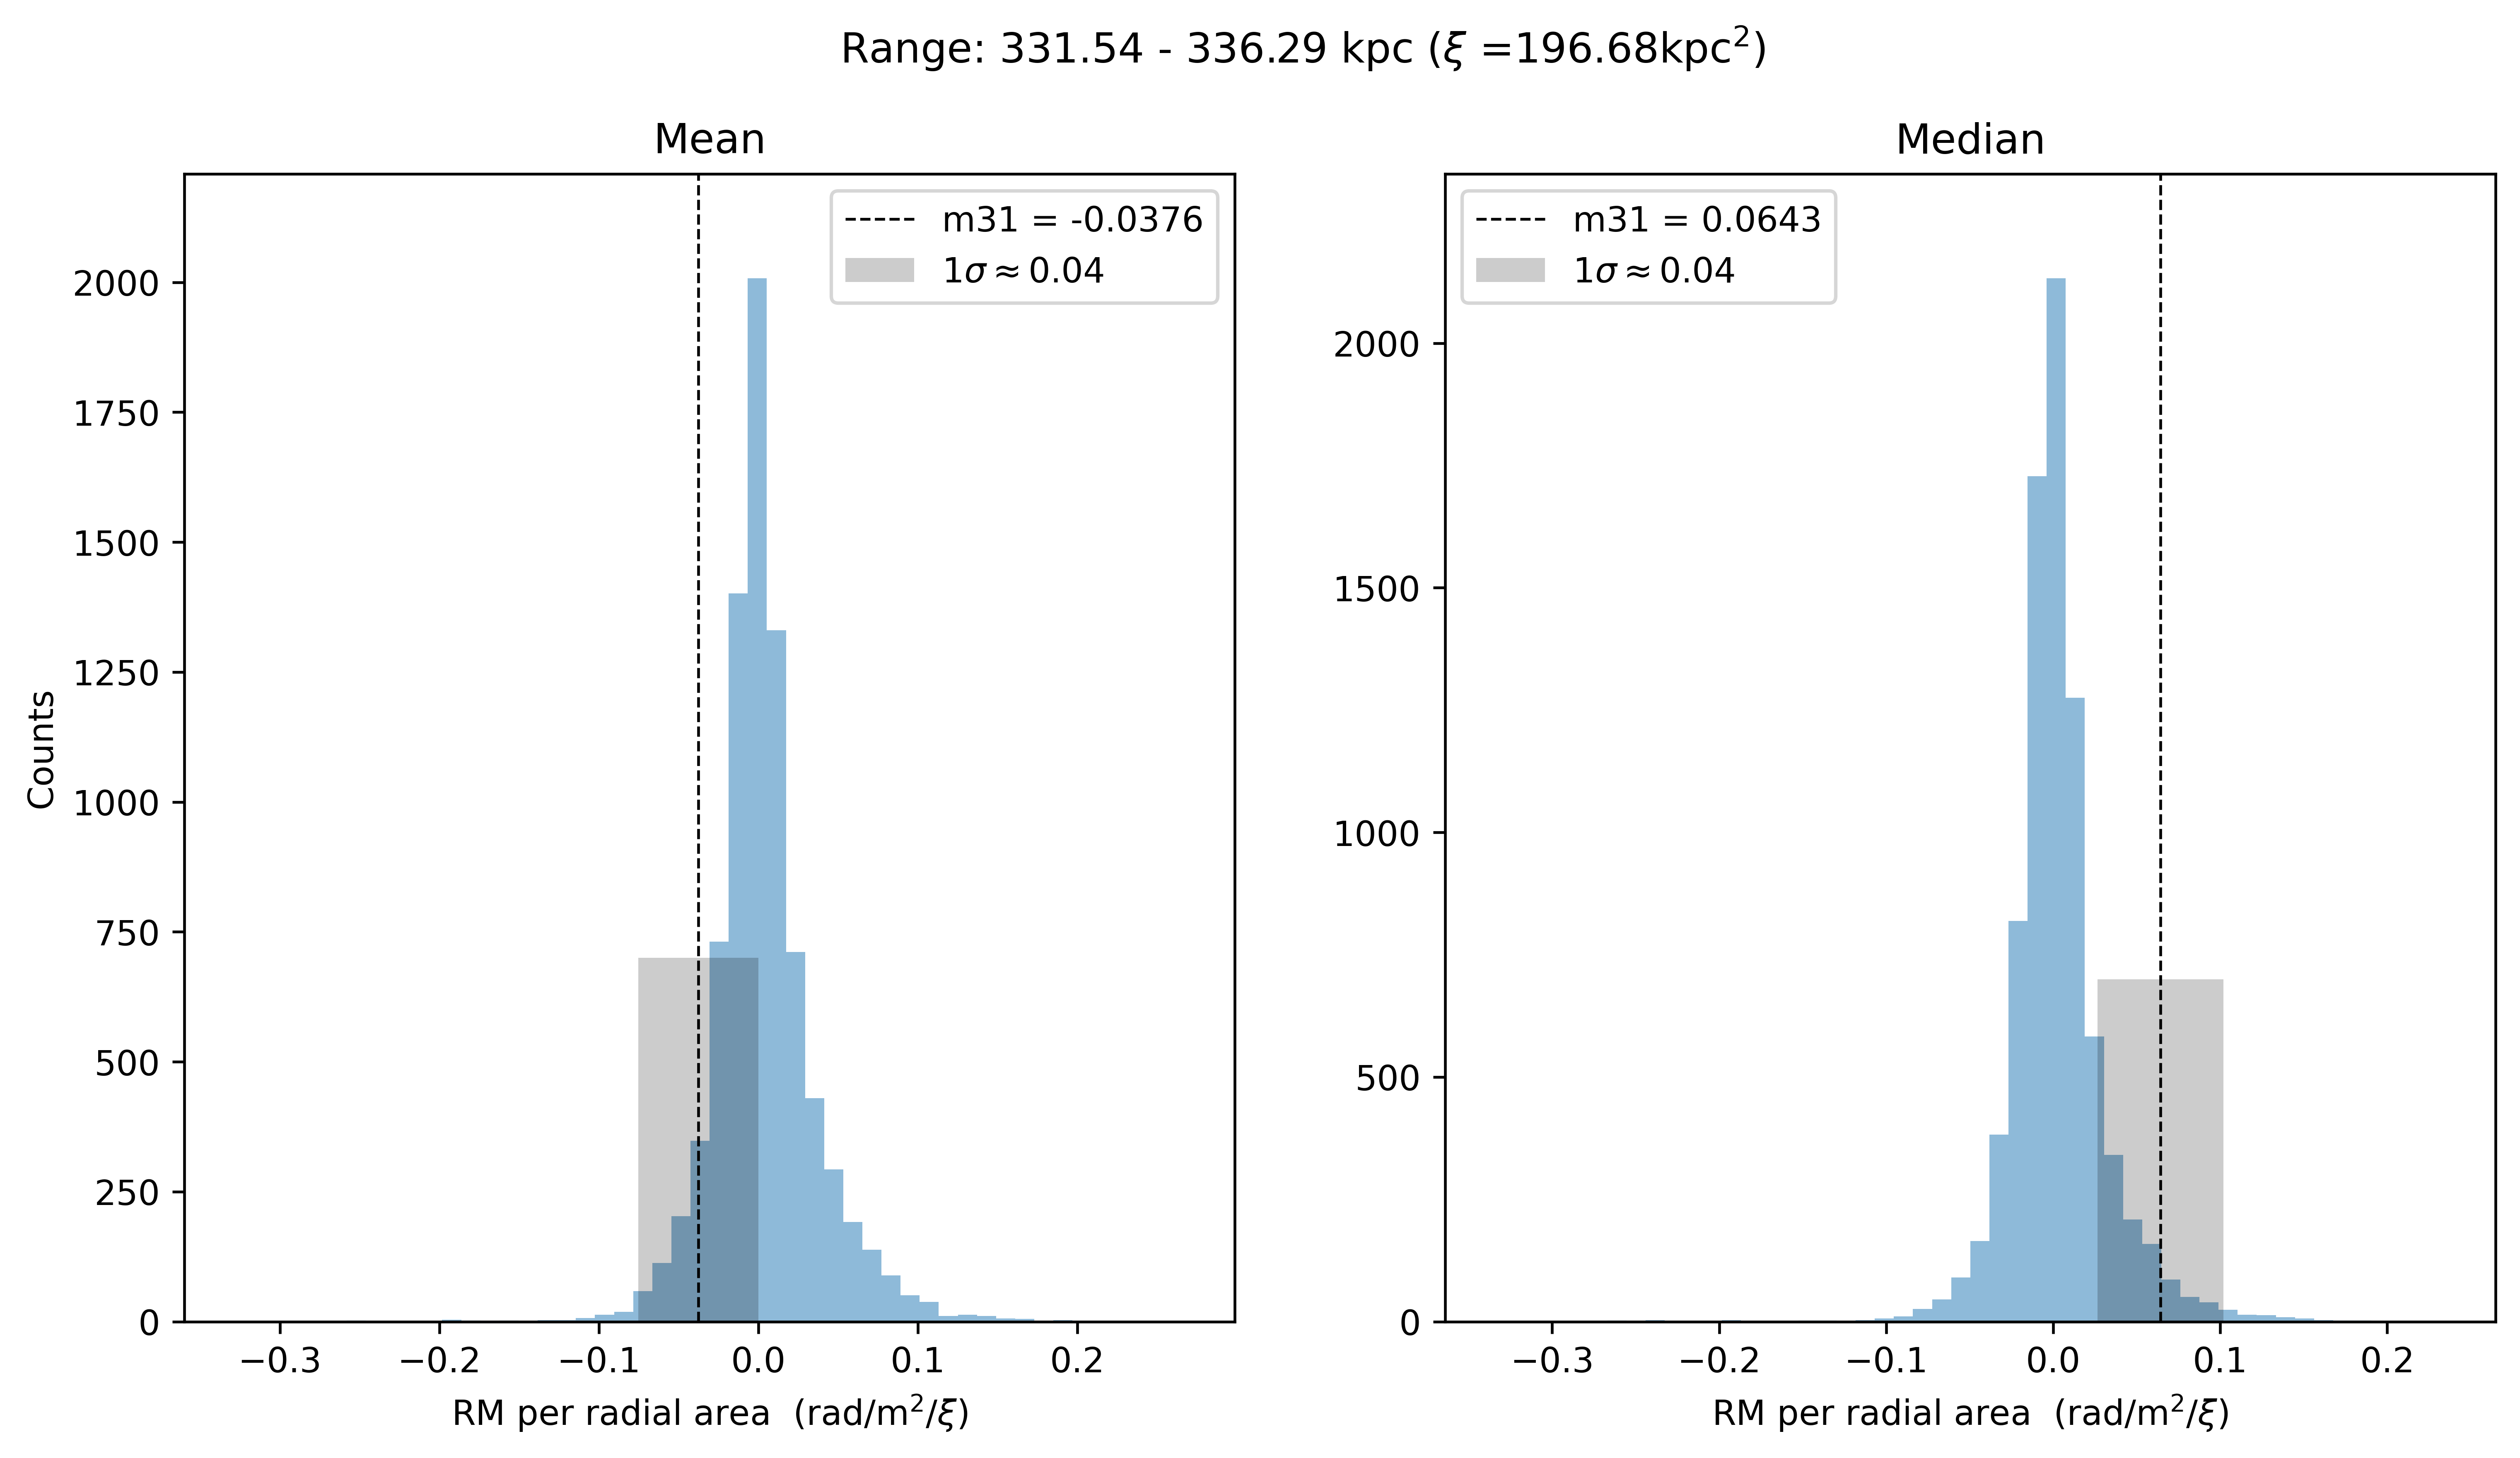 Range: 331.54 - 336.29 kpc (ξ =196.68kpc²)
Mean
m31 = -0.0376
1σ ≈ 0.04
2000
1750
1500
1250
1000
750
500
250
0
Counts
−0.3 −0.2 −0.1 0.0 0.1 0.2
RM per radial area (rad/m²/ξ)
Median
m31 = 0.0643
1σ ≈ 0.04
2000
1500
1000
500
0
−0.3 −0.2 −0.1 0.0 0.1 0.2
RM per radial area (rad/m²/ξ)